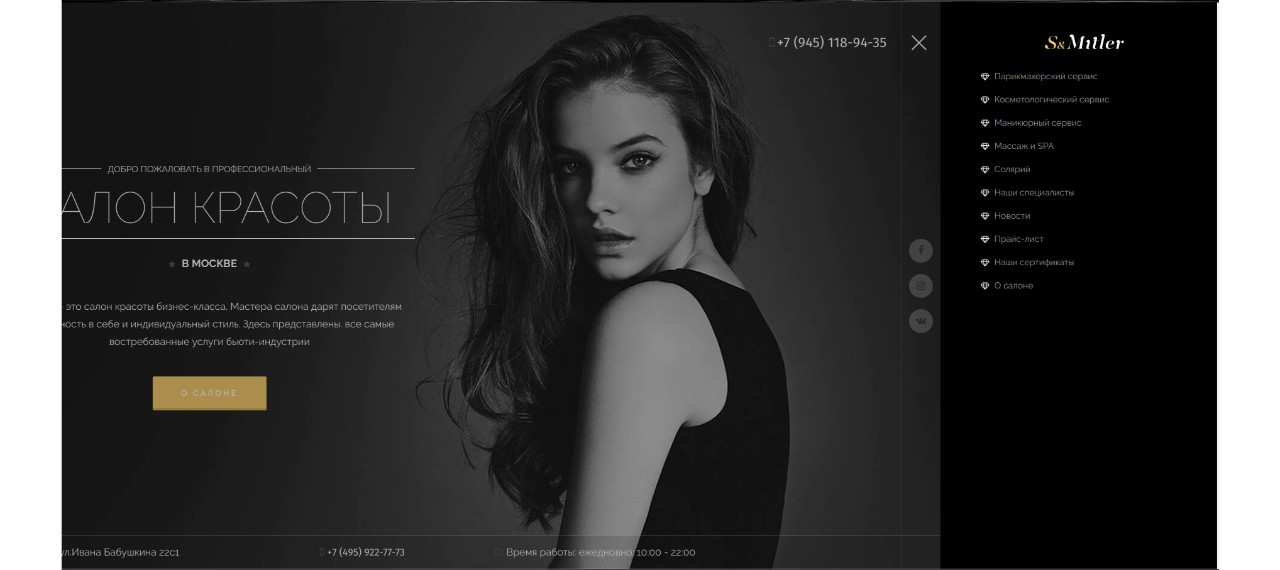 +7 (945) 118-94-35
ДОБРО ПОЖАЛОВАТЬ В ПРОФЕССИОНАЛЬНЫЙ
АЛОН КРАСОТЫ
В МОСКВЕ
это салон красоты бизнес-класса. Мастера салона дарят посетителям
ность в себе и индивидуальный стиль. Здесь представлены. все самые
востребованные услуги бьюти-индустрии
О САЛОНЕ
ул.Ивана Бабушкина 22с1
+7 (495) 922-77-73
Время работы: ежедневно, 10:00 - 22:00
S&Mitler
Парикмахерский сервис
Косметологический сервис
Маникюрный сервис
Массаж и SPA
Солярий
Наши специалисты
Новости
Прайс-лист
Наши сертификаты
О салоне